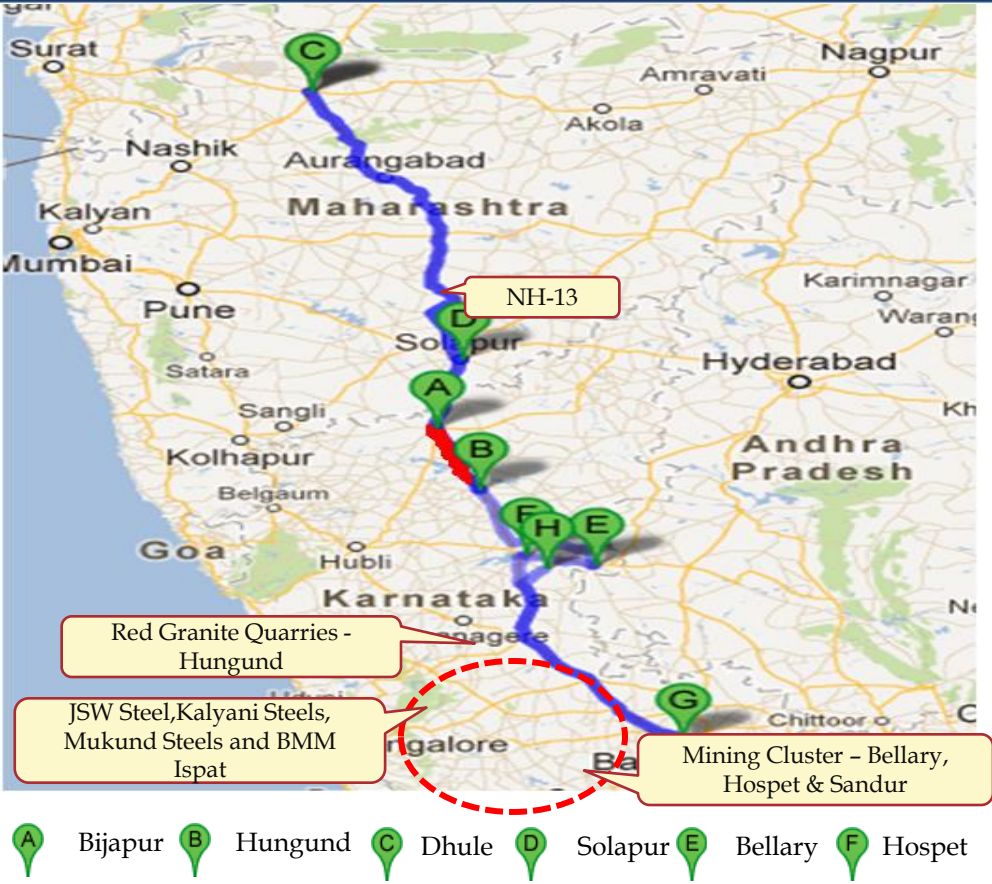 Surat
C
Nagpur
Amravati
Akola
Nashik
Aurangabad
Maharashtra
Kalyan
Mumbai
NH-13
Karimnagar
Pune
D
Solapur
Satara
Hyderabad
A
Sangli
Kolhapur
B
Andhra
Pradesh
Belgaum
F
H
E
Goa
Hubli
Karnataka
Red Granite Quarries -
Hungund
G
JSW Steel,Kalyani Steels,
Mukund Steels and BMM
Ispat
Chittoor
ngalore
Ba
Mining Cluster – Bellary,
Hospet & Sandur
A Bijapur B Hungund C Dhule D Solapur E Bellary F Hospet